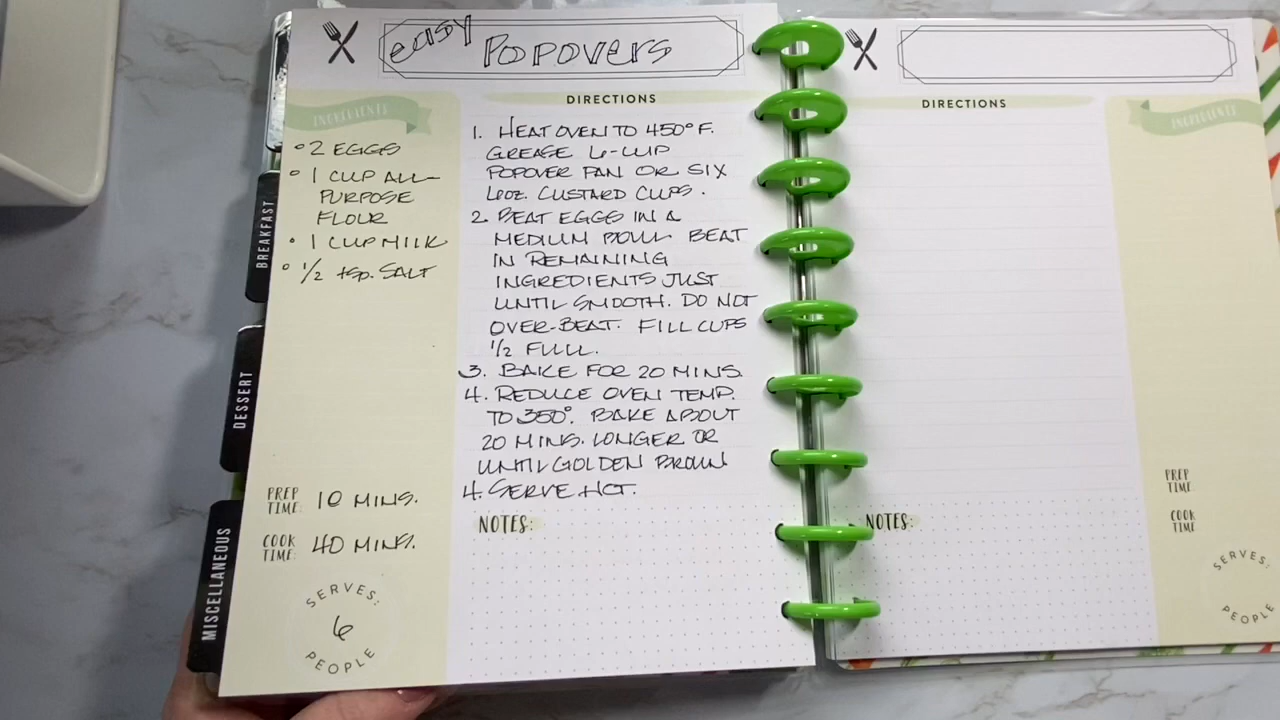 easy Popovers
INGREDIENTS
° 2 EGGS
° 1 CUP ALL-
PURPOSE
FLOUR
° 1 CUP MILK
° 1/2 tsp. SALT
PREP
TIME: 10 MINS.
COOK
TIME: 40 MINS.
SERVES:
6
PEOPLE
DIRECTIONS
1. HEAT OVEN TO 450°F.
GREASE 6-CUP
POPOVER PAN OR SIX
6oz. CUSTARD CUPS.
2. BEAT EGGS IN A
MEDIUM BOWL BEAT
IN REMAINING
INGREDIENTS JUST
UNTIL SMOOTH. DO NOT
OVER-BEAT. FILL CUPS
1/2 FULL.
3. BAKE FOR 20 MINS
4. REDUCE OVEN TEMP.
TO 350°. BAKE ABOUT
20 MINS. LONGER OR
UNTIL GOLDEN BROWN
4. SERVE HOT.
NOTES:
BREAKFAST
DESSERT
MISCELLANEOUS
DIRECTIONS
NOTES:
INGREDIENTS
PREP
TIME
COOK
TIME
SERVES:
PEOPLE